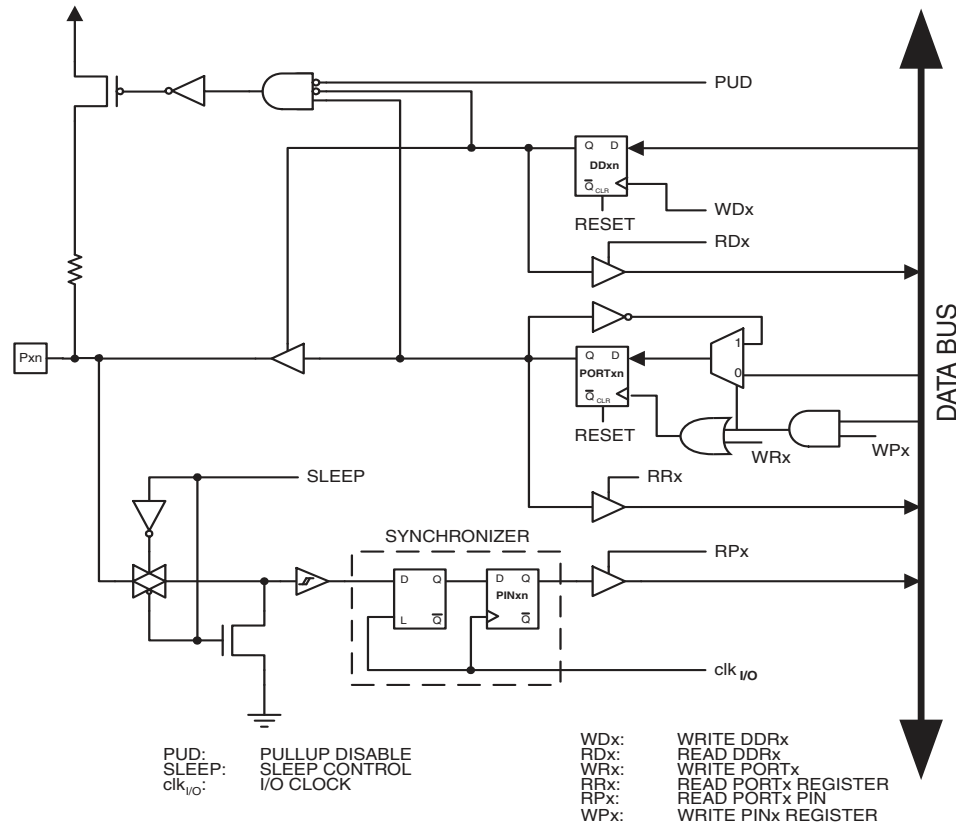 PUD
Q D
DDxn
Q CLR
WDx
RESET
RDx
Pxn
1
Q D
PORTxn
0
Q CLR
RESET
WRx
WPx
DATA BUS
SLEEP
RRx
SYNCHRONIZER
RPx
D Q
D Q
PINxn
L Q
Q
clk I/O
PUD: PULLUP DISABLE
SLEEP: SLEEP CONTROL
clkI/O: I/O CLOCK
WDx: WRITE DDRx
RDx: READ DDRx
WRx: WRITE PORTx
RRx: READ PORTx REGISTER
RPx: READ PORTx PIN
WPx: WRITE PINx REGISTER